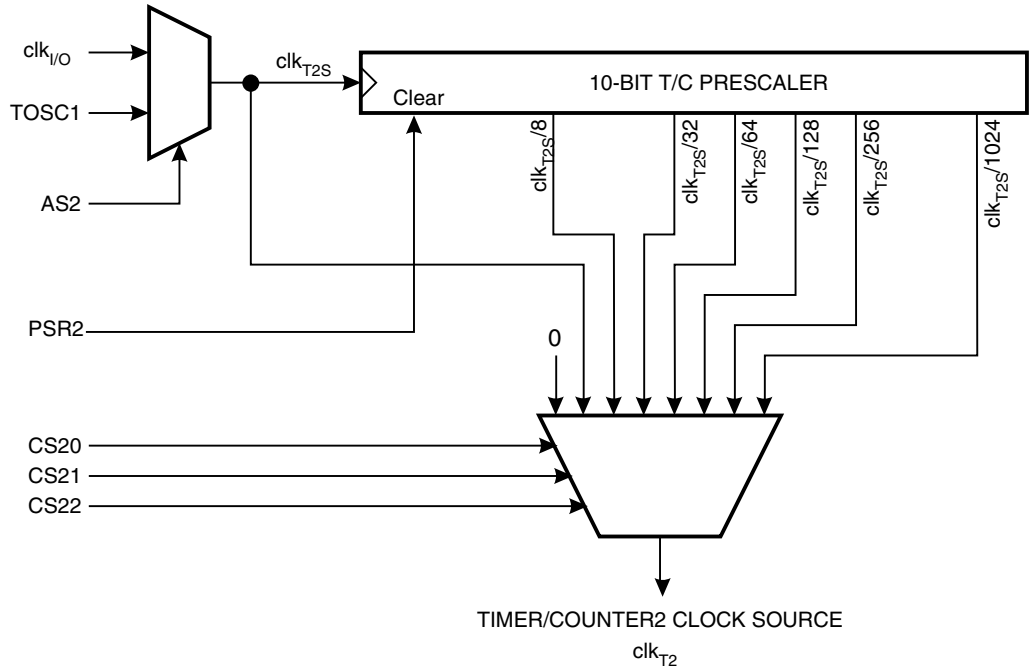 clkI/O
TOSC1
AS2
PSR2
clkT2S
Clear
10-BIT T/C PRESCALER
clkT2S/8
clkT2S/32
clkT2S/64
clkT2S/128
clkT2S/256
clkT2S/1024
0
CS20
CS21
CS22
TIMER/COUNTER2 CLOCK SOURCE
clkT2